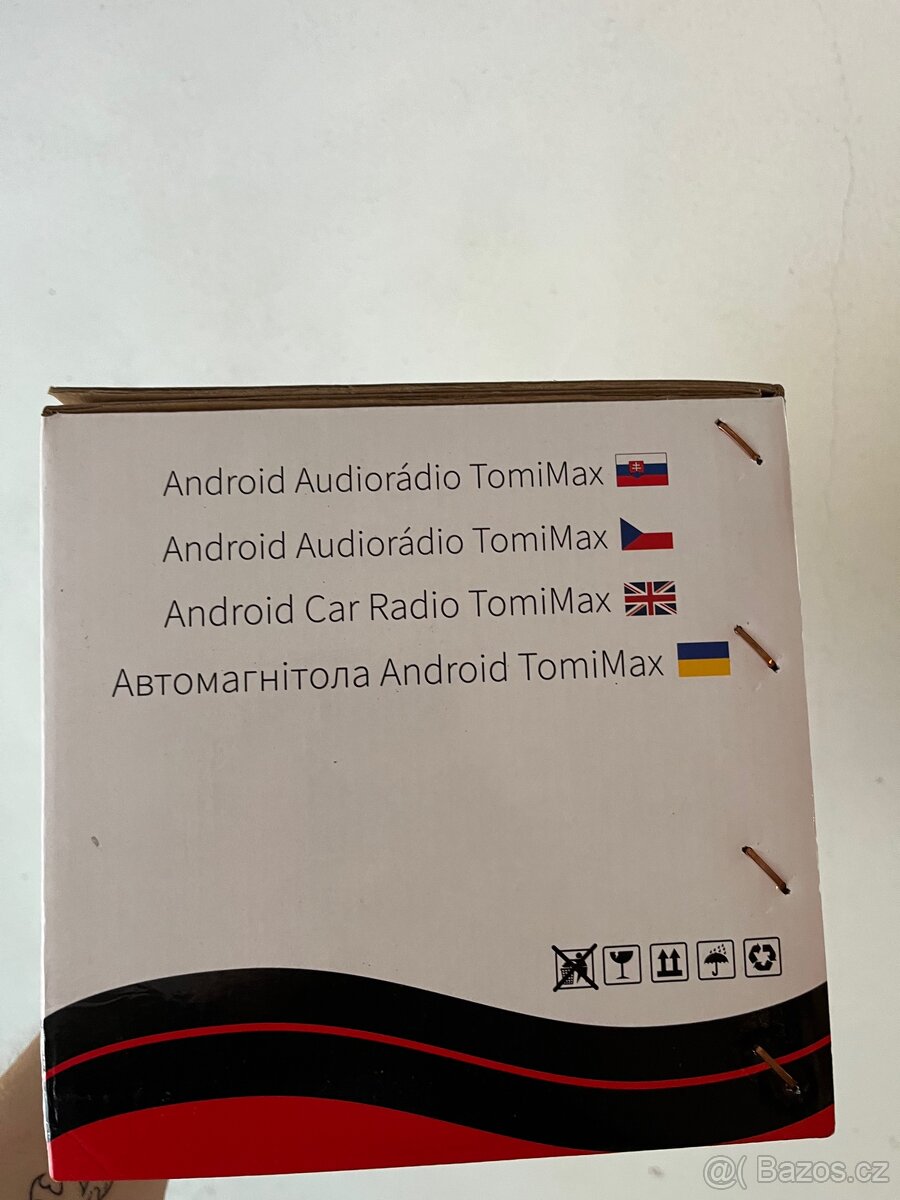 Android Audiorádio TomiMax
Android Audiorádio TomiMax
Android Car Radio TomiMax
Автомагнітола Android TomiMax
@( Bazos.cz